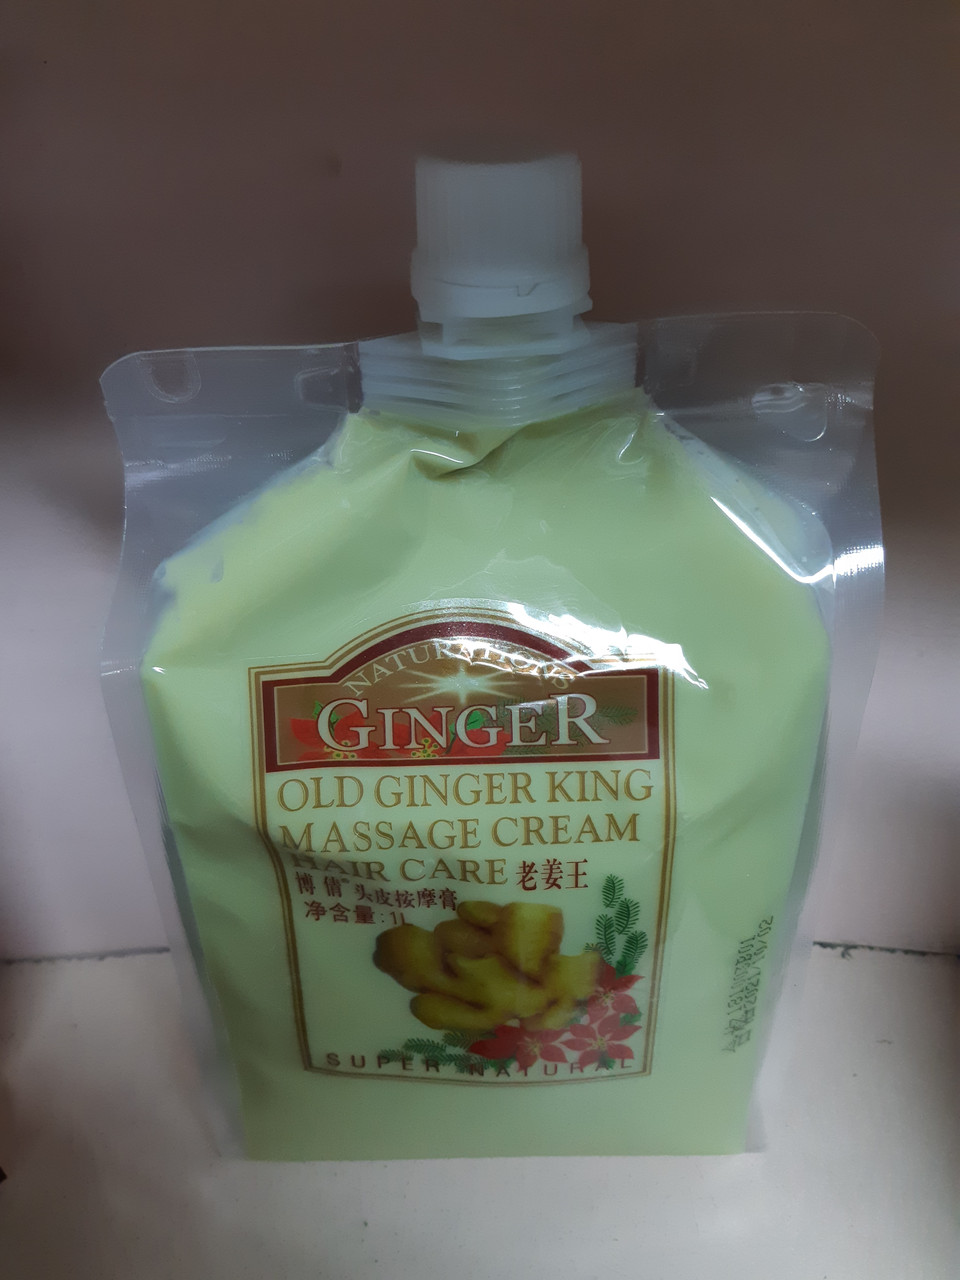 NATURATIONS
GINGER
OLD GINGER KING
MASSAGE CREAM
HAIR CARE 老姜王
博倩 头皮按摩膏
净含量:1L
SUPER NATURAL